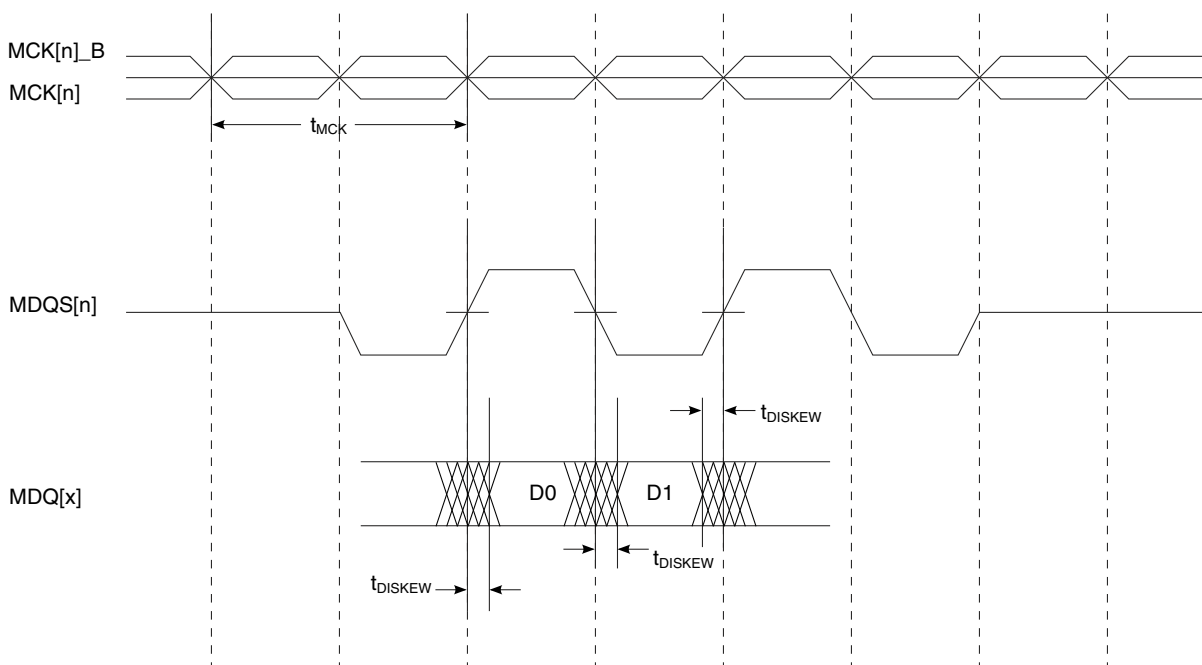 MCK[n]_B
MCK[n]
tMCK
MDQS[n]
tDISKEW
MDQ[x]
D0
D1
tDISKEW
tDISKEW